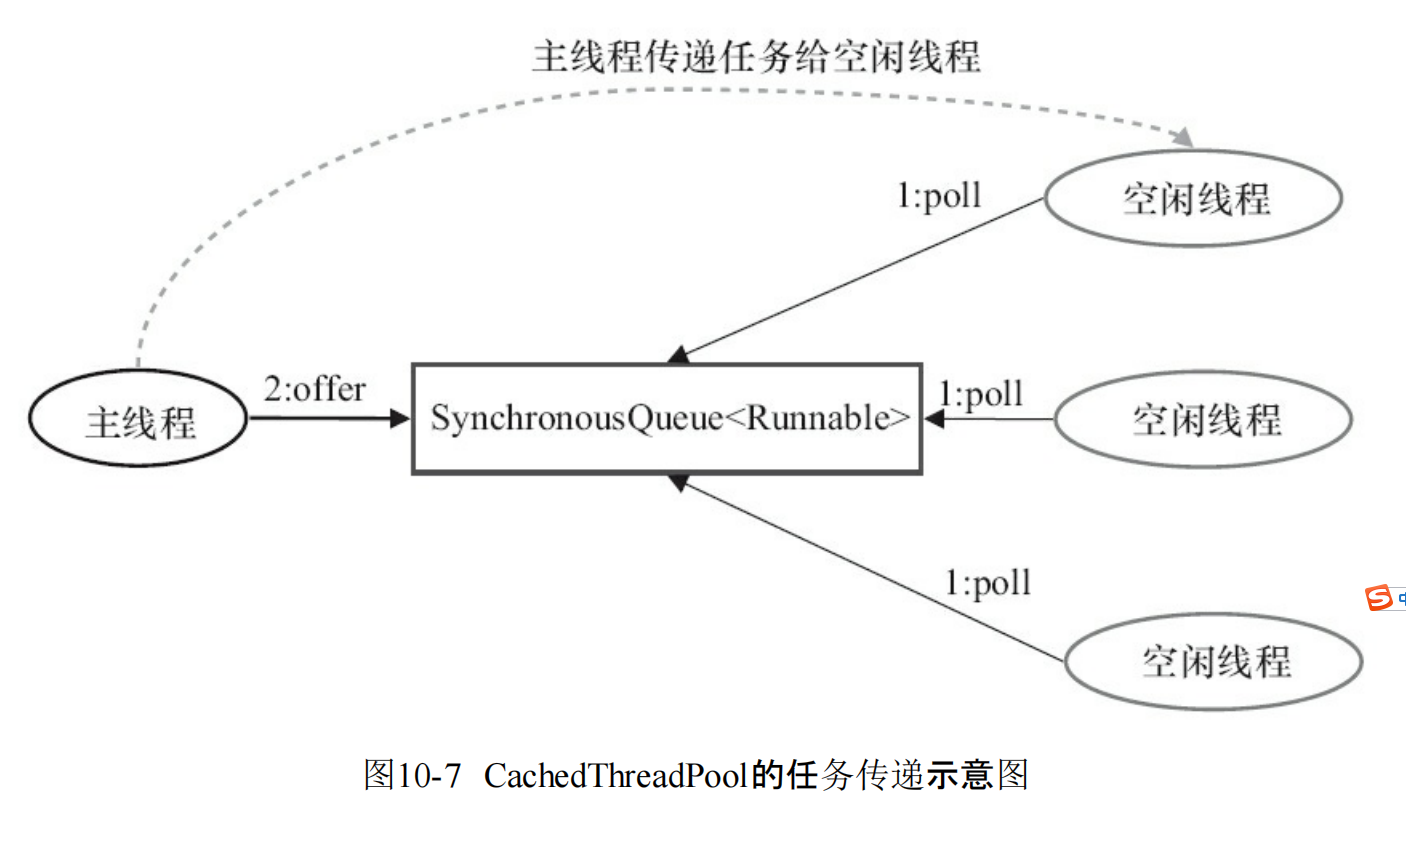 主线程传递任务给空闲线程
1:poll
空闲线程
主线程
2:offer
SynchronousQueue<Runnable>
1:poll
空闲线程
1:poll
空闲线程
图10-7 CachedThreadPool的任务传递示意图